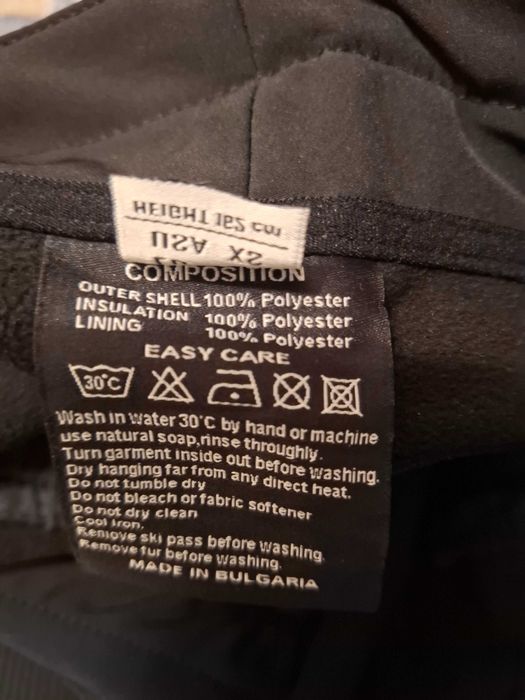 HEIGHT 162 cm
USA XS
COMPOSITION
OUTER SHELL 100% Polyester
INSULATION 100% Polyester
LINING 100% Polyester
EASY CARE
30°C
Wash in water 30°C by hand or machine
use natural soap,rinse throughly.
Turn garment inside out before washing.
Dry hanging far from any direct heat.
Do not tumble dry
Do not bleach or fabric softener
Do not dry clean
Cool iron,
Remove ski pass before washing
Remove fur before washing.
MADE IN BULGARIA